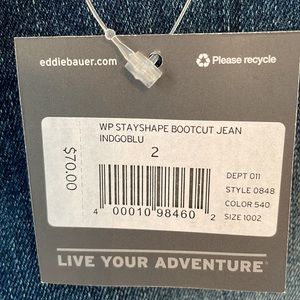 eddiebauer.com
Please recycle
WP STAYSHAPE BOOTCUT JEAN
INDGOBLU
2
$70.00
DEPT 011
STYLE 0848
COLOR 540
SIZE 1002
4 00010 98460 2
LIVE YOUR ADVENTURE